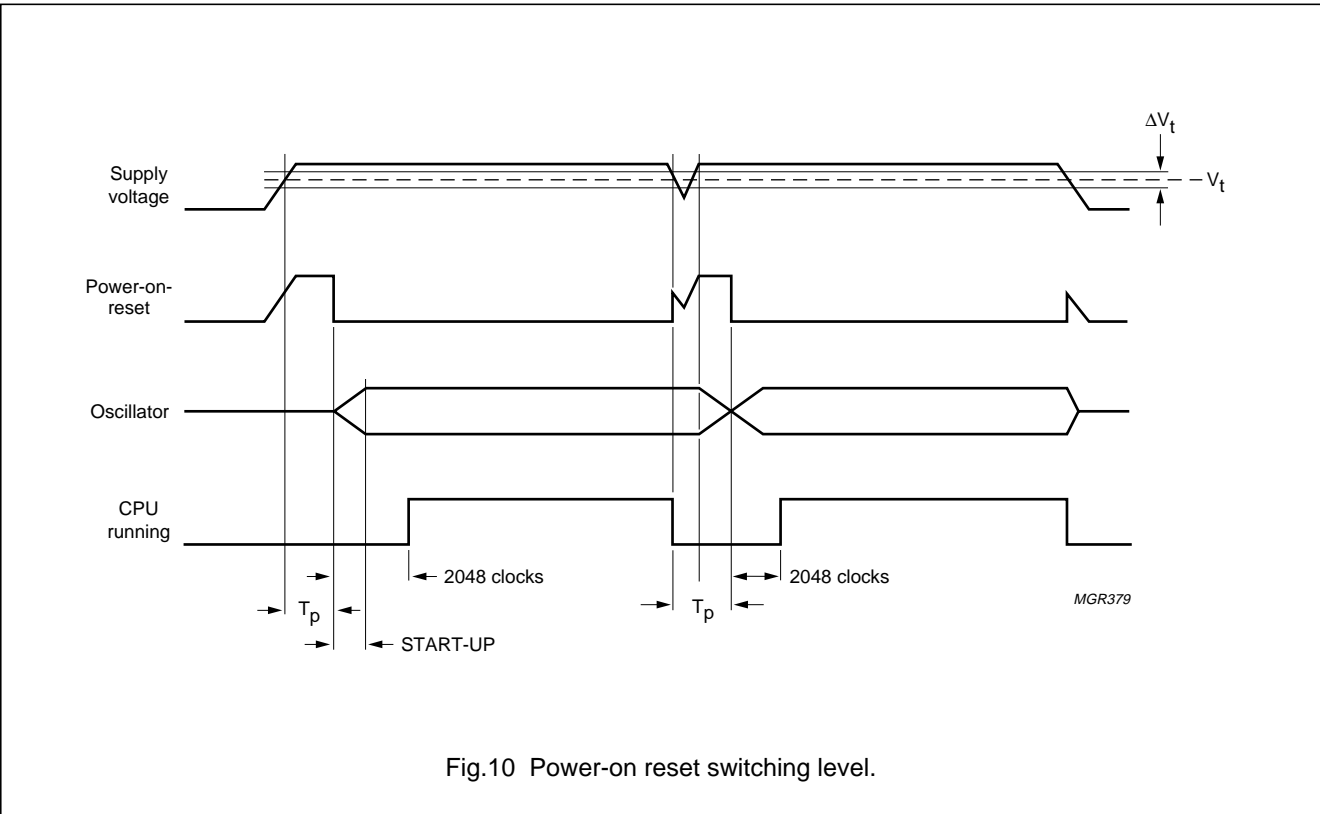 ΔVt
Supply
voltage
Vt
Power-on-
reset
Oscillator
CPU
running
2048 clocks
2048 clocks
MGR379
Tp
Tp
START-UP
Fig.10 Power-on reset switching level.